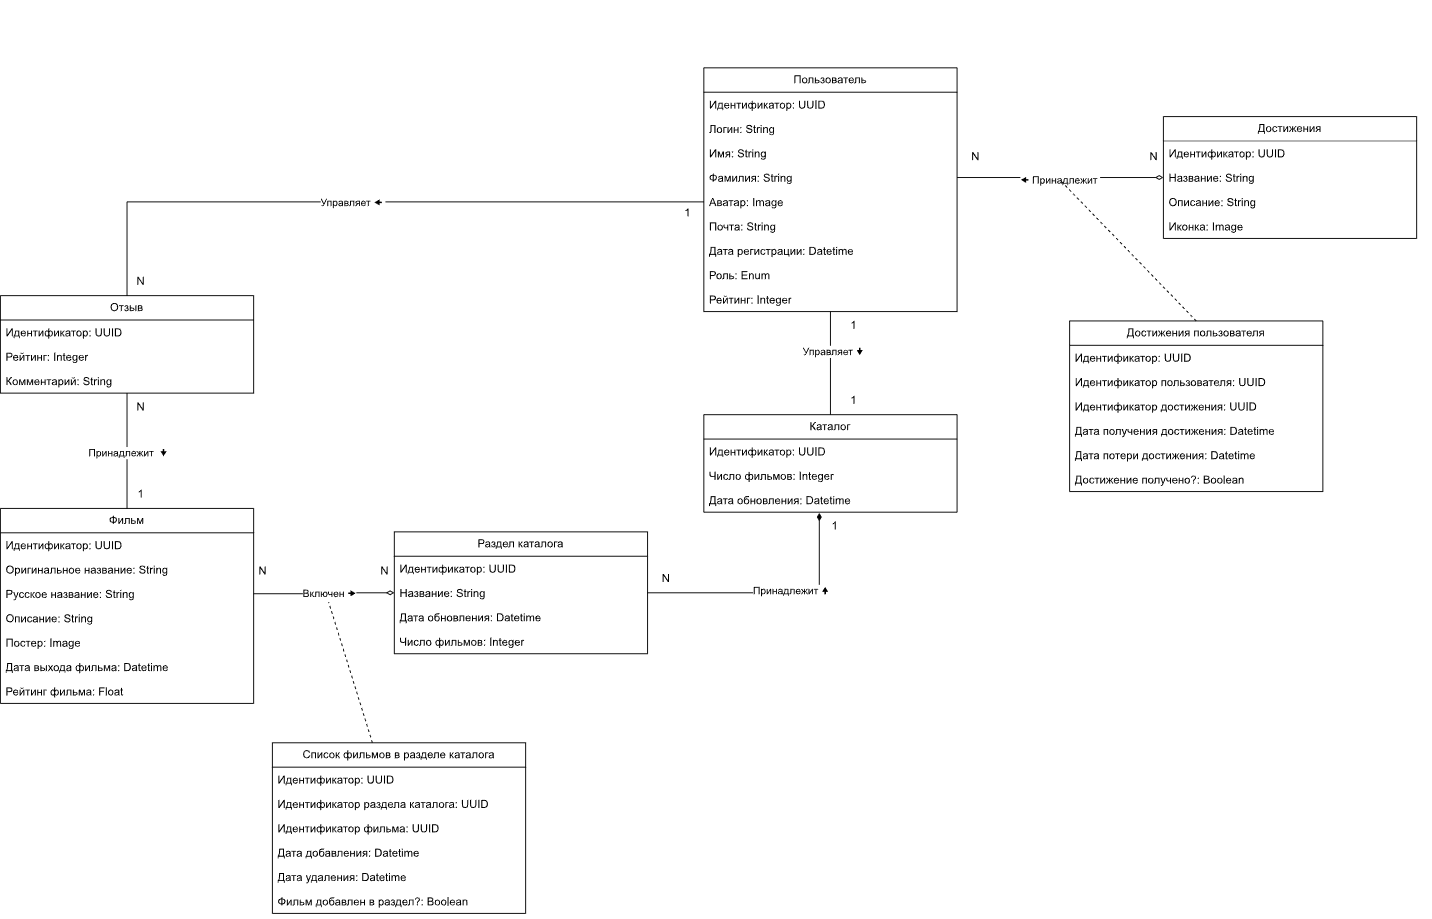 Пользователь
Идентификатор: UUID
Логин: String
Имя: String
Фамилия: String
Аватар: Image
Почта: String
Дата регистрации: Datetime
Роль: Enum
Рейтинг: Integer
N
Принадлежит
N
Достижения
Идентификатор: UUID
Название: String
Описание: String
Иконка: Image
Управляет
1
N
Отзыв
Идентификатор: UUID
Рейтинг: Integer
Комментарий: String
1
Управляет
1
Достижения пользователя
Идентификатор: UUID
Идентификатор пользователя: UUID
Идентификатор достижения: UUID
Дата получения достижения: Datetime
Дата потери достижения: Datetime
Достижение получено?: Boolean
N
Принадлежит
1
Каталог
Идентификатор: UUID
Число фильмов: Integer
Дата обновления: Datetime
1
Фильм
Идентификатор: UUID
Оригинальное название: String
Русское название: String
Описание: String
Постер: Image
Дата выхода фильма: Datetime
Рейтинг фильма: Float
N
Включен
N
Раздел каталога
Идентификатор: UUID
Название: String
Дата обновления: Datetime
Число фильмов: Integer
N
Принадлежит
Список фильмов в разделе каталога
Идентификатор: UUID
Идентификатор раздела каталога: UUID
Идентификатор фильма: UUID
Дата добавления: Datetime
Дата удаления: Datetime
Фильм добавлен в раздел?: Boolean